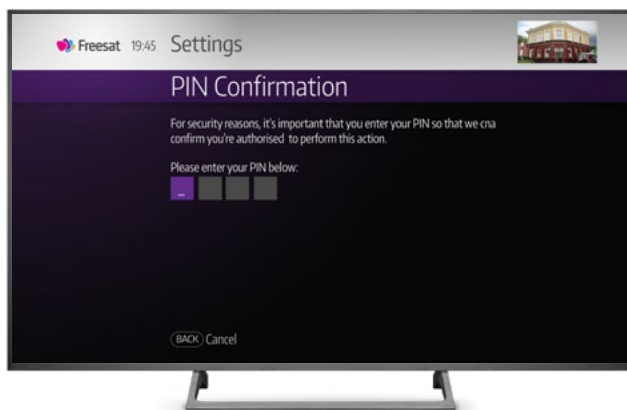 Freesat 19:45 Settings
PIN Confirmation
For security reasons, it's important that you enter your PIN so that we cna
confirm you're authorised to perform this action.
Please enter your PIN below:
_
BACK Cancel